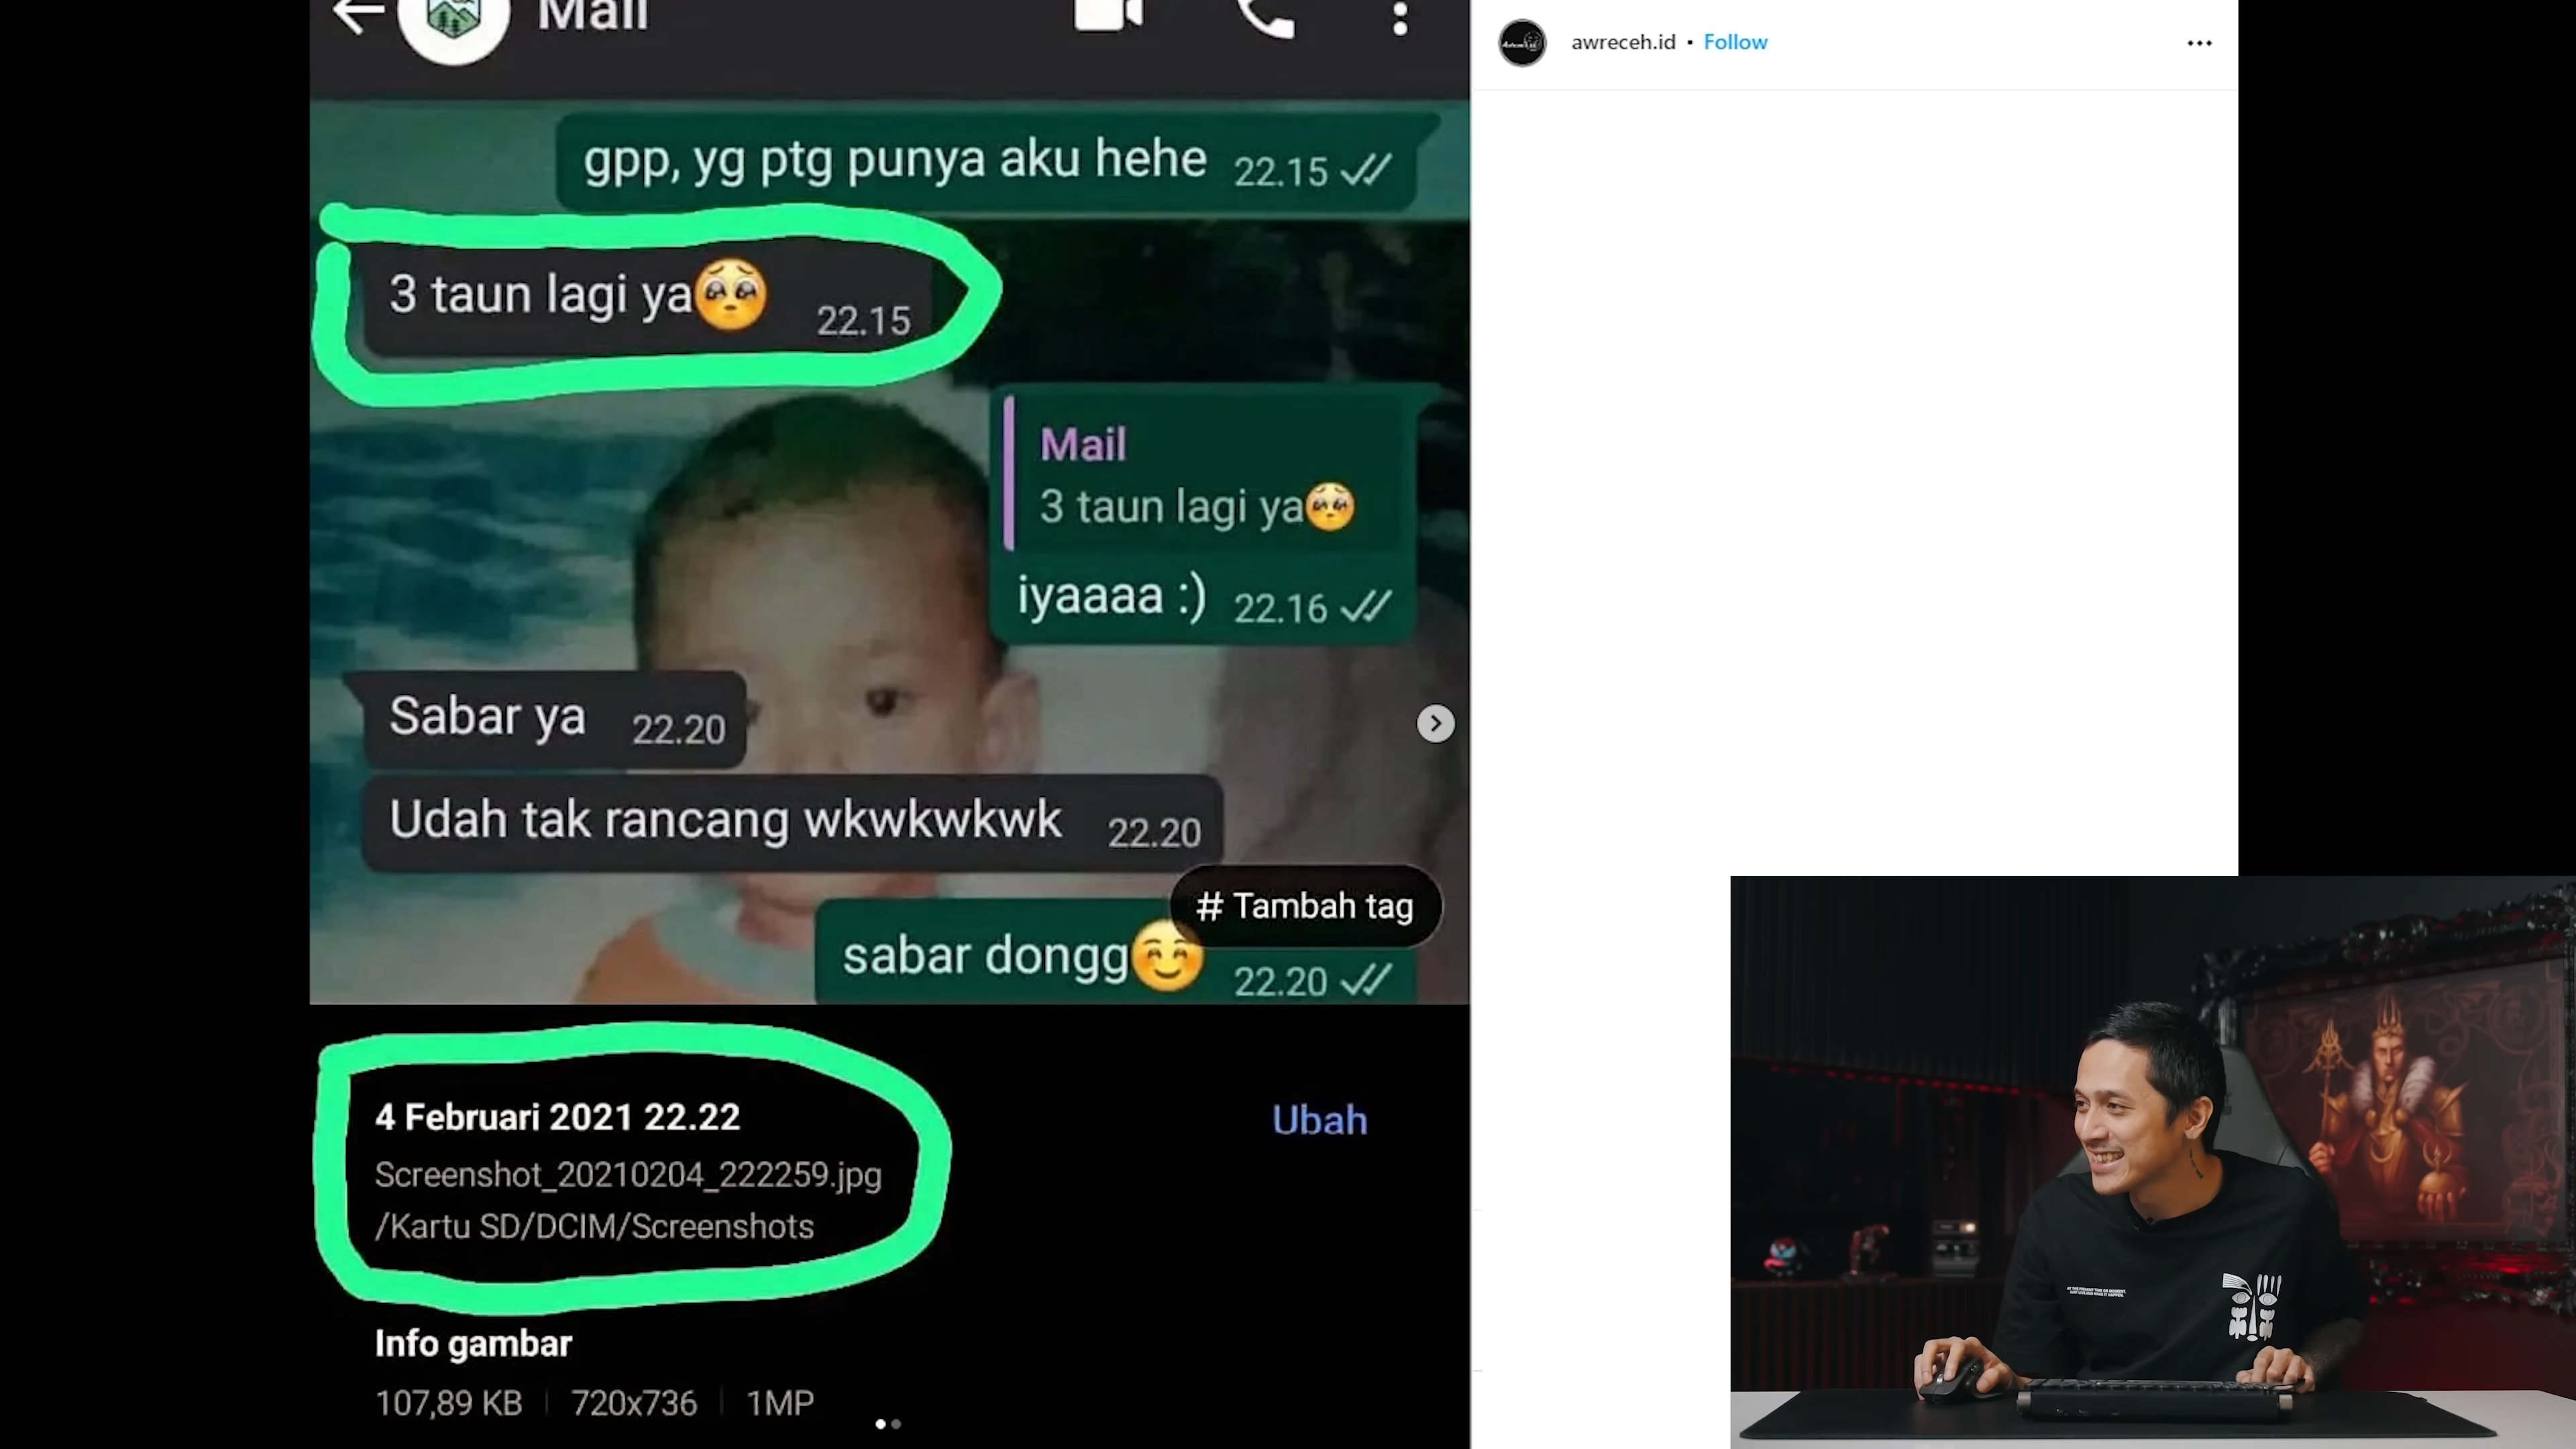 Mail
gpp, yg ptg punya aku hehe 22.15
3 taun lagi ya🥺 22.15
Mail
3 taun lagi ya🥺
iyaaaa :) 22.16
Sabar ya 22.20
Udah tak rancang wkwkwkwk 22.20
# Tambah tag
sabar dongg😊 22.20
4 Februari 2021 22.22
Ubah
Screenshot_20210204_222259.jpg
/Kartu SD/DCIM/Screenshots
Info gambar
107,89 KB | 720x736 | 1MP
awreceh.id • Follow